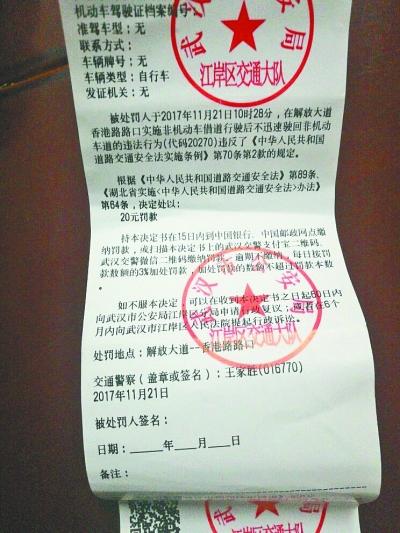 机动车驾驶证档案编号
准驾车型：无
联系方式：
车辆牌号：无
车辆类型：自行车
发证机关：无
武汉
安局
江岸区交通大队
被处罚人于2017年11月21日10时28分，在解放大道
香港路路口实施非机动车借道行驶后不迅速驶回非机动
车道的违法行为(代码20270)违反了《中华人民共和国
道路交通安全法实施条例》第70条第2款的规定。
根据《中华人民共和国道路交通安全法》第89条、
《湖北省实施<中华人民共和国道路交通安全法>办法》
第64条，决定处以：
20元罚款
持本决定书在15日内到中国银行、中国邮政网点缴
纳罚款，或扫描本决定书上的武汉交警支付宝二维码、
武汉交警微信二维码缴纳罚款。逾期不缴纳，每日按罚
款数额的3%加处罚款，加处罚款的数额不超过罚款本数
。
如不服本决定，可以在收到本决定书之日起60日内
向武汉市公安局江岸区分局申请行政复议；或者在6个
月内向武汉市江岸区人民法院提起行政诉讼。
武汉
安局
江岸区交通大队
处罚地点：解放大道--香港路路口
交通警察（盖章或签名）：王家胜(016770)
2017年11月21日
被处罚人签名：
日期：_____年___月___日
备注：
江岸区交通大队